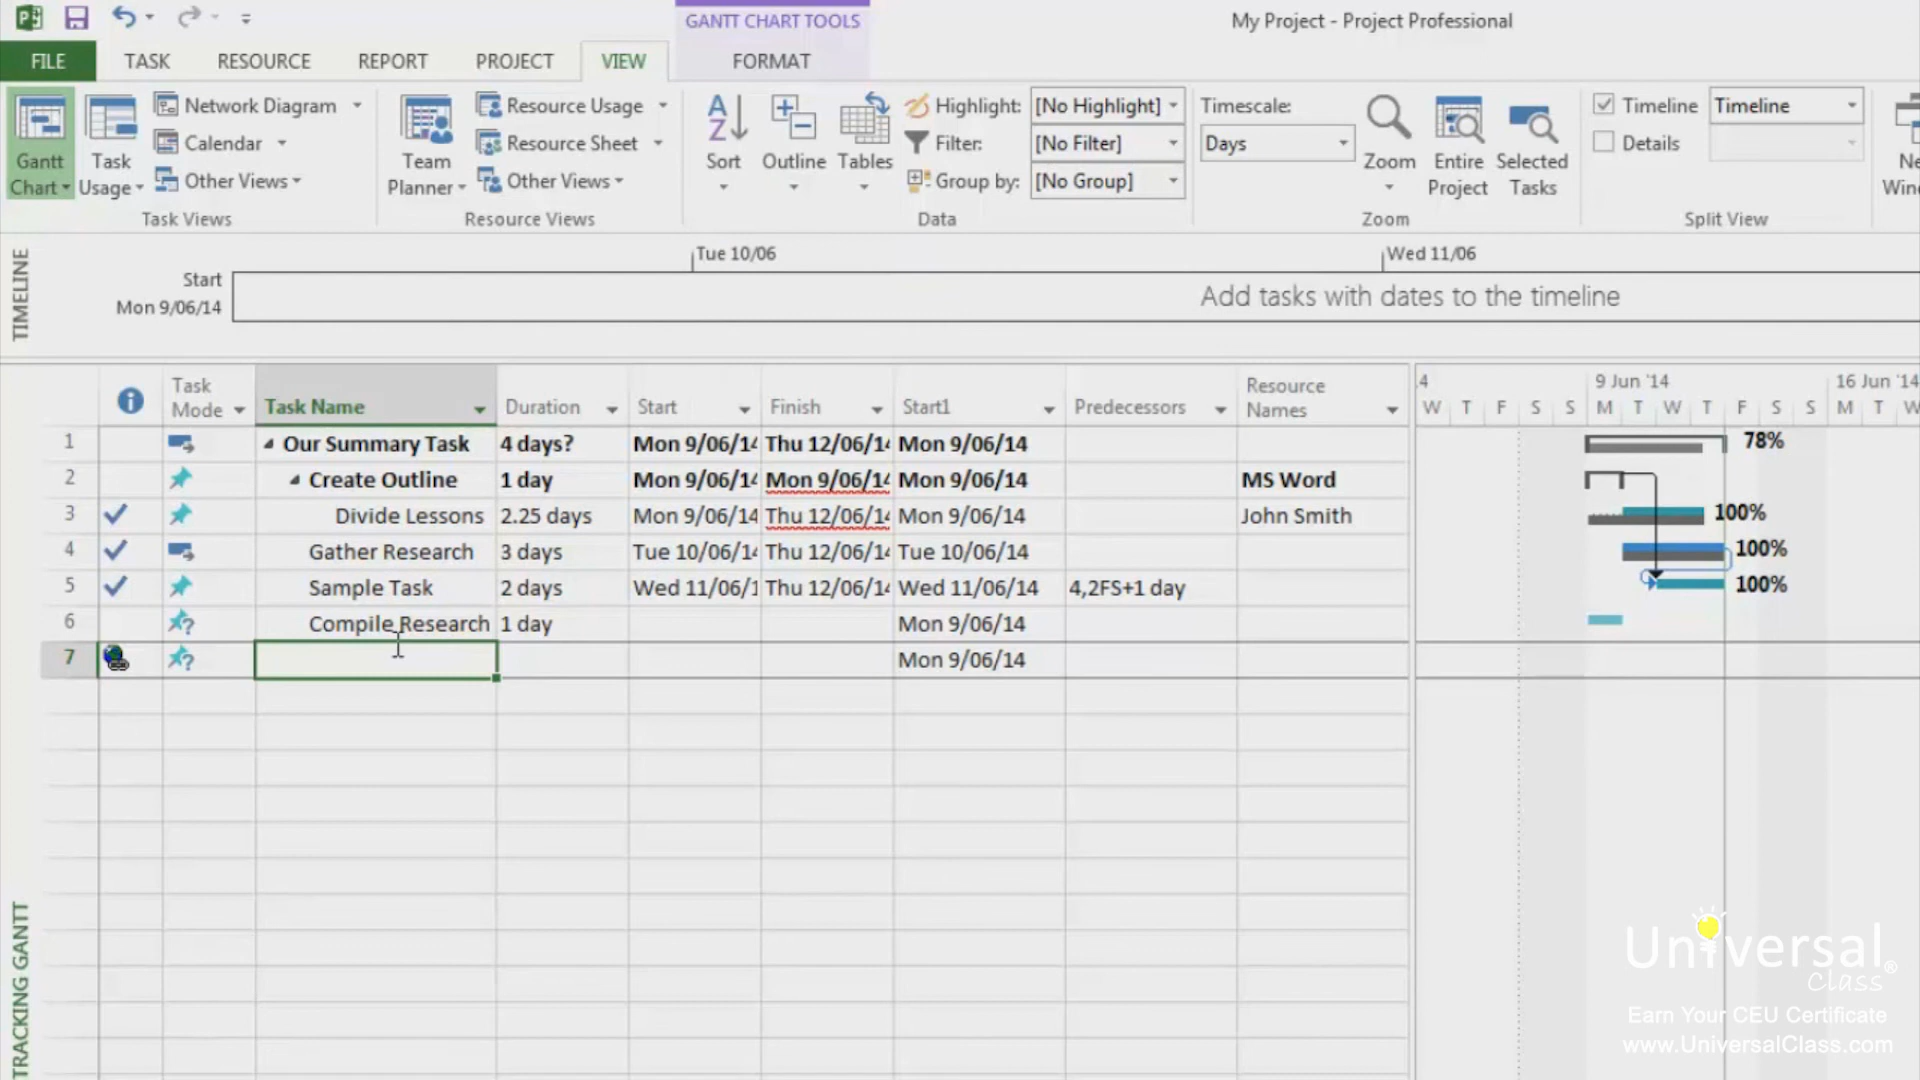 GANTT CHART TOOLS
My Project - Project Professional
FILE TASK RESOURCE REPORT PROJECT VIEW FORMAT
Gantt Chart
Task Usage
Network Diagram
Calendar
Other Views
Task Views
Team Planner
Resource Usage
Resource Sheet
Other Views
Resource Views
Sort
Outline
Tables
Highlight: [No Highlight]
Filter: [No Filter]
Group by: [No Group]
Data
Timescale:
Days
Zoom
Entire Project
Selected Tasks
Zoom
Timeline Timeline
Details
Split View
Ne
Win
TIMELINE
Tue 10/06 Wed 11/06
Start
Mon 9/06/14
Add tasks with dates to the timeline
Task Mode Task Name Duration Start Finish Start1 Predecessors Resource Names
.4 9 Jun '14 16 Jun '14
W T F S S M T W T F S S M T W
1 Our Summary Task 4 days? Mon 9/06/14 Thu 12/06/14 Mon 9/06/14 78%
2 Create Outline 1 day Mon 9/06/14 Mon 9/06/14 Mon 9/06/14 MS Word
3 Divide Lessons 2.25 days Mon 9/06/14 Thu 12/06/14 Mon 9/06/14 John Smith 100%
4 Gather Research 3 days Tue 10/06/14 Thu 12/06/14 Tue 10/06/14 100%
5 Sample Task 2 days Wed 11/06/1 Thu 12/06/14 Wed 11/06/14 4,2FS+1 day 100%
6 Compile Research 1 day Mon 9/06/14
7 Mon 9/06/14
TRACKING GANTT
Universal
Class
®
Earn Your CEU Certificate
www.UniversalClass.com